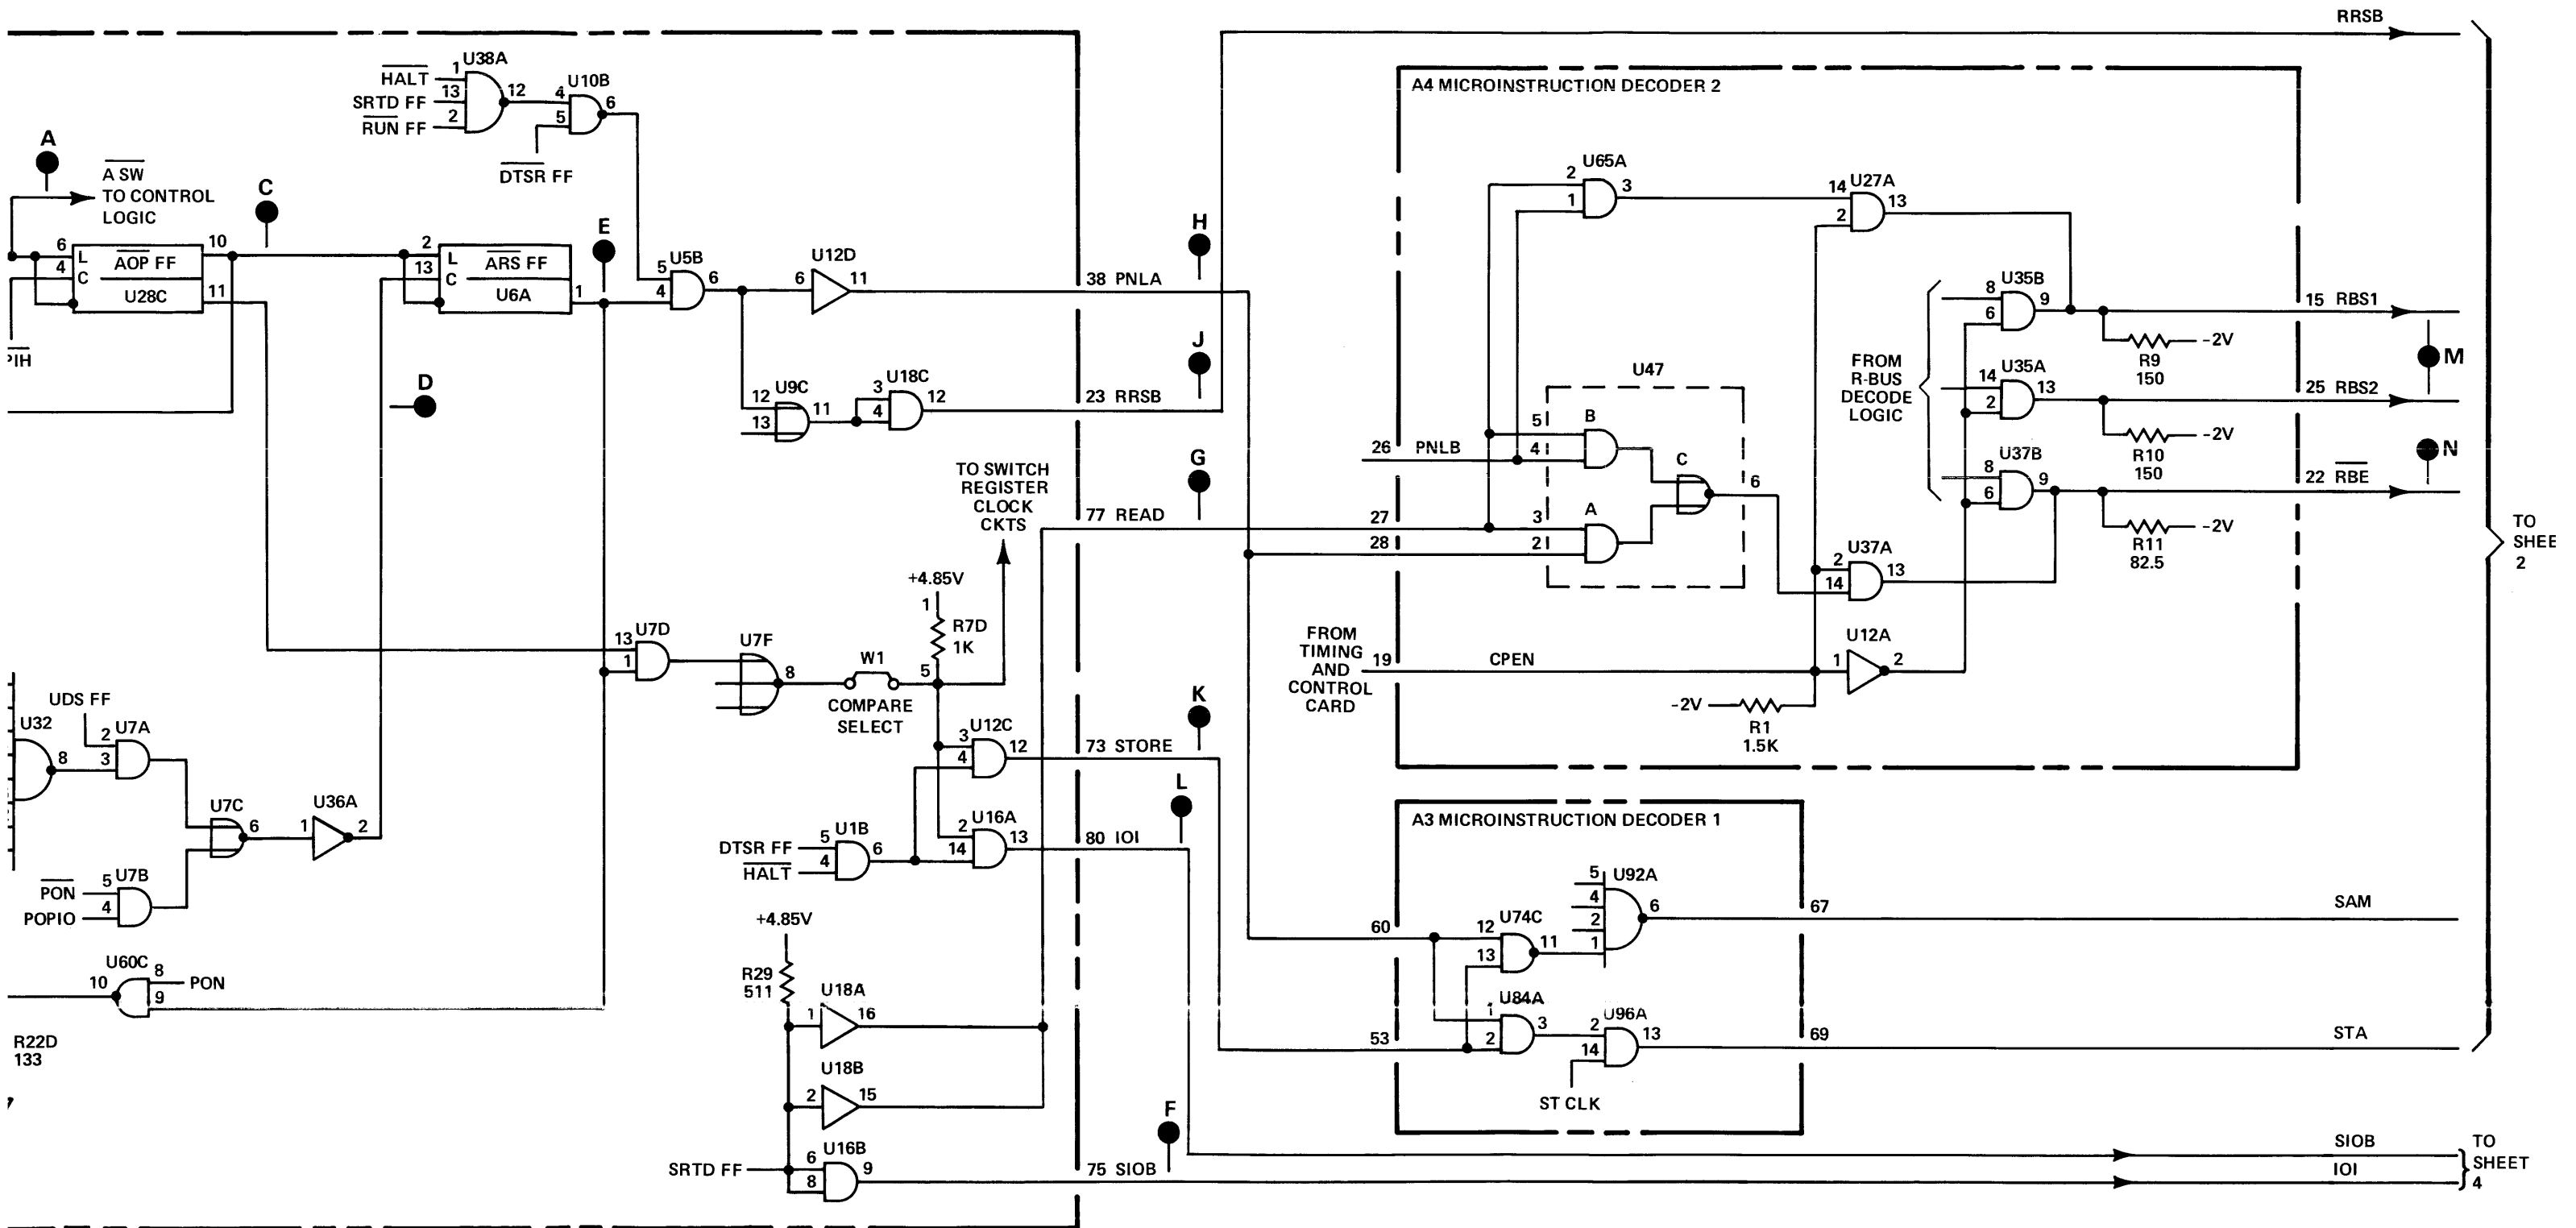 RRSB
A4 MICROINSTRUCTION DECODER 2
U38A
HALT 1
SRTD FF 13
RUN FF 2
12
U10B
4
5
6
DTSR FF
A
A SW
TO CONTROL
LOGIC
C
6 L
4 C
AOP FF
U28C
10
11
2 L
13 C
ARS FF
U6A
1
E
U5B
5
4
6
U12D
6
11
H
38 PNLA
J
U9C
12
13
11
U18C
3
4
12
23 RRSB
D
G
77 READ
TO SWITCH
REGISTER
CLOCK
CKTS
U65A
2
1
3
U27A
14
2
13
U35B
8
6
9
15 RBS1
R9
150
-2V
M
FROM
R-BUS
DECODE
LOGIC
U35A
14
2
13
25 RBS2
R10
150
-2V
N
U37B
8
6
9
22 RBE
R11
82.5
-2V
U47
B
5
4
C
6
A
3
2
26 PNLB
27
28
U37A
2
14
13
TO
SHEE
2
+4.85V
1
R7D
1K
5
U7D
13
1
U7F
8
W1
COMPARE
SELECT
FROM
TIMING
AND
CONTROL
CARD
19
CPEN
U12A
1
2
-2V
R1
1.5K
UDS FF
U32
8
U7A
2
3
U7C
6
U36A
1
2
PON 5
POPIO 4
U7B
U12C
3
4
12
73 STORE
K
U16A
2
14
13
80 IOI
L
DTSR FF 5
HALT 4
U1B
6
A3 MICROINSTRUCTION DECODER 1
U92A
5
4
2
1
6
67
SAM
U74C
12
13
11
60
U84A
1
2
3
53
U96A
2
14
13
69
STA
ST CLK
U60C
10
8
9
PON
R22D
133
+4.85V
R29
511
U18A
1
16
U18B
2
15
SRTD FF
U16B
6
8
9
75 SIOB
F
SIOB
IOI
TO
SHEET
4